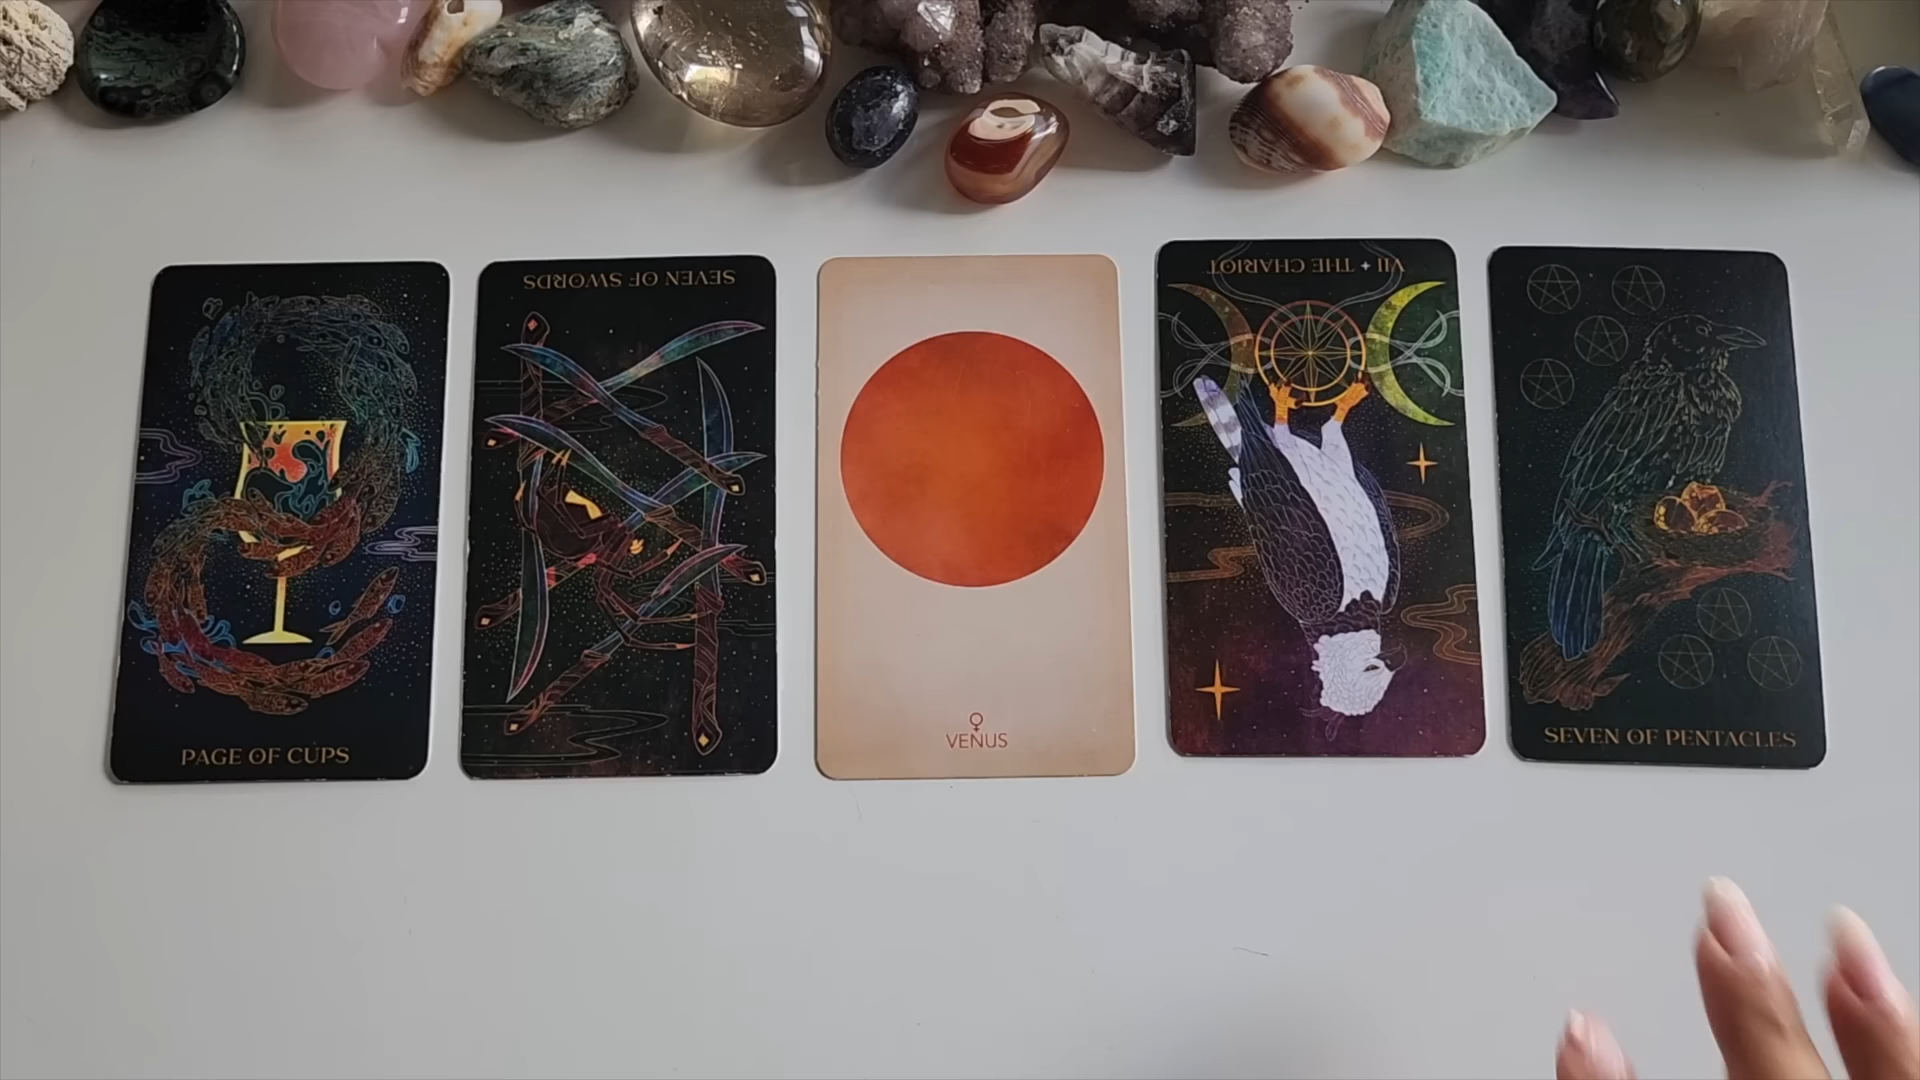 PAGE OF CUPS
SEVEN OF SWORDS
♀
VENUS
VII ✦ THE CHARIOT
SEVEN OF PENTACLES